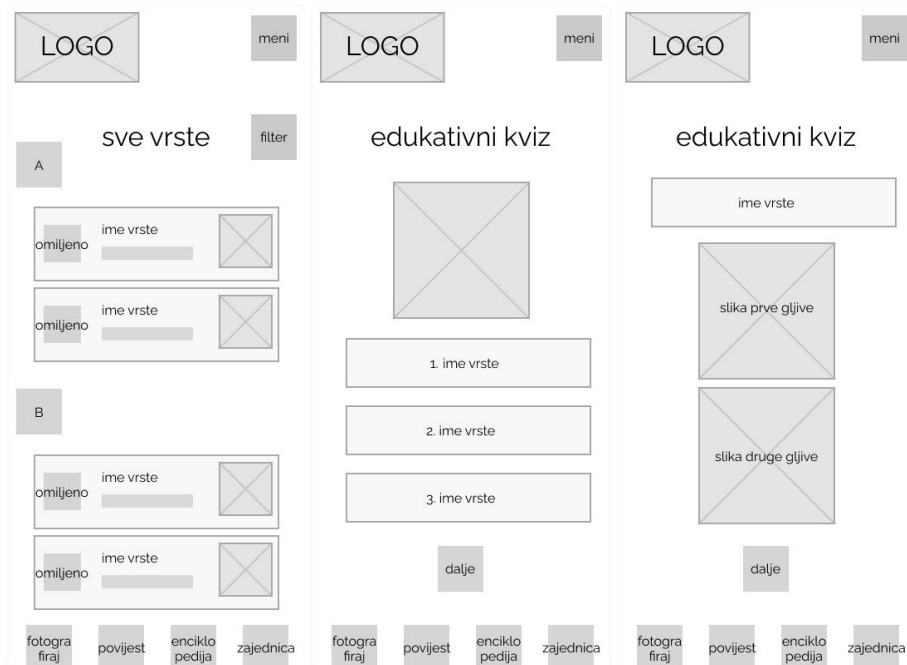 LOGO
meni
sve vrste
filter
A
omiljeno
ime vrste
omiljeno
ime vrste
B
omiljeno
ime vrste
omiljeno
ime vrste
fotogra
firaj
povijest
enciklo
pedija
zajednica
LOGO
meni
edukativni kviz
1. ime vrste
2. ime vrste
3. ime vrste
dalje
fotogra
firaj
povijest
enciklo
pedija
zajednica
LOGO
meni
edukativni kviz
ime vrste
slika prve gljive
slika druge gljive
dalje
fotogra
firaj
povijest
enciklo
pedija
zajednica